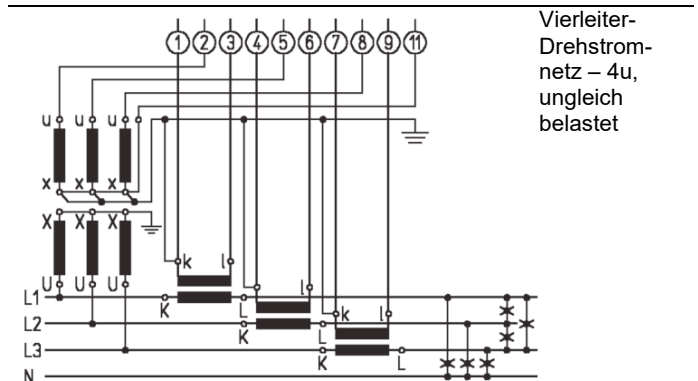 Vierleiter-
Drehstrom-
netz – 4u,
ungleich
belastet
1 2 3 4 5 6 7 8 9 11
u u u
x x x
X X X
U U U
k l l k l
L1
K L
L2
K L
L3
K L
N